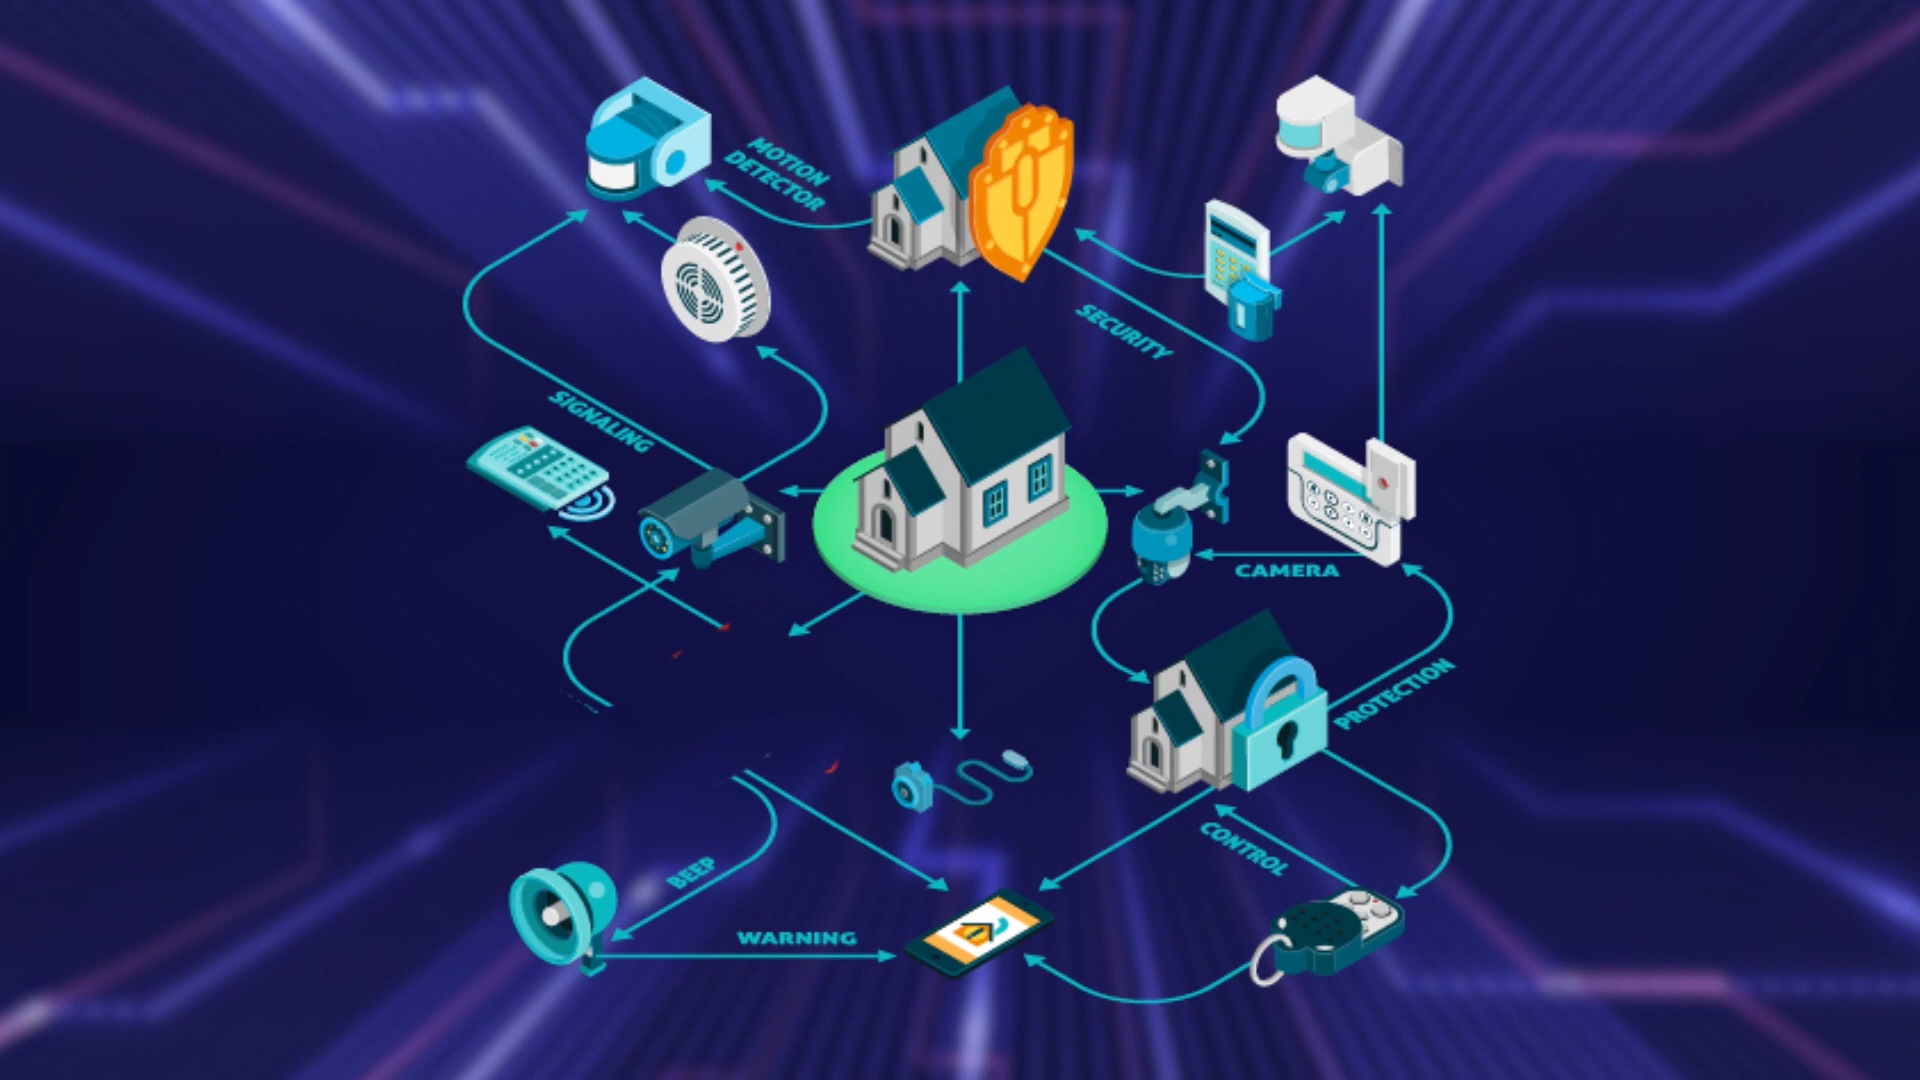 MOTION
DETECTOR
SECURITY
SIGNALING
CAMERA
PROTECTION
CONTROL
BEEP
WARNING